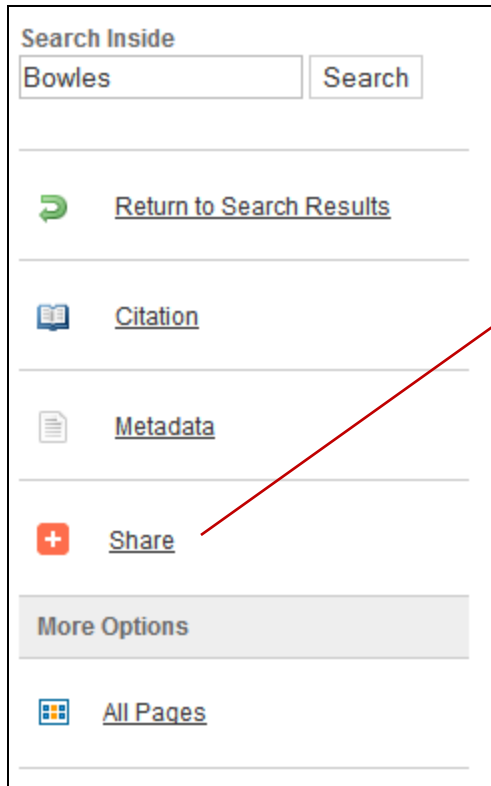 Search Inside
Bowles Search
Return to Search Results
Citation
Metadata
Share
More Options
All Pages